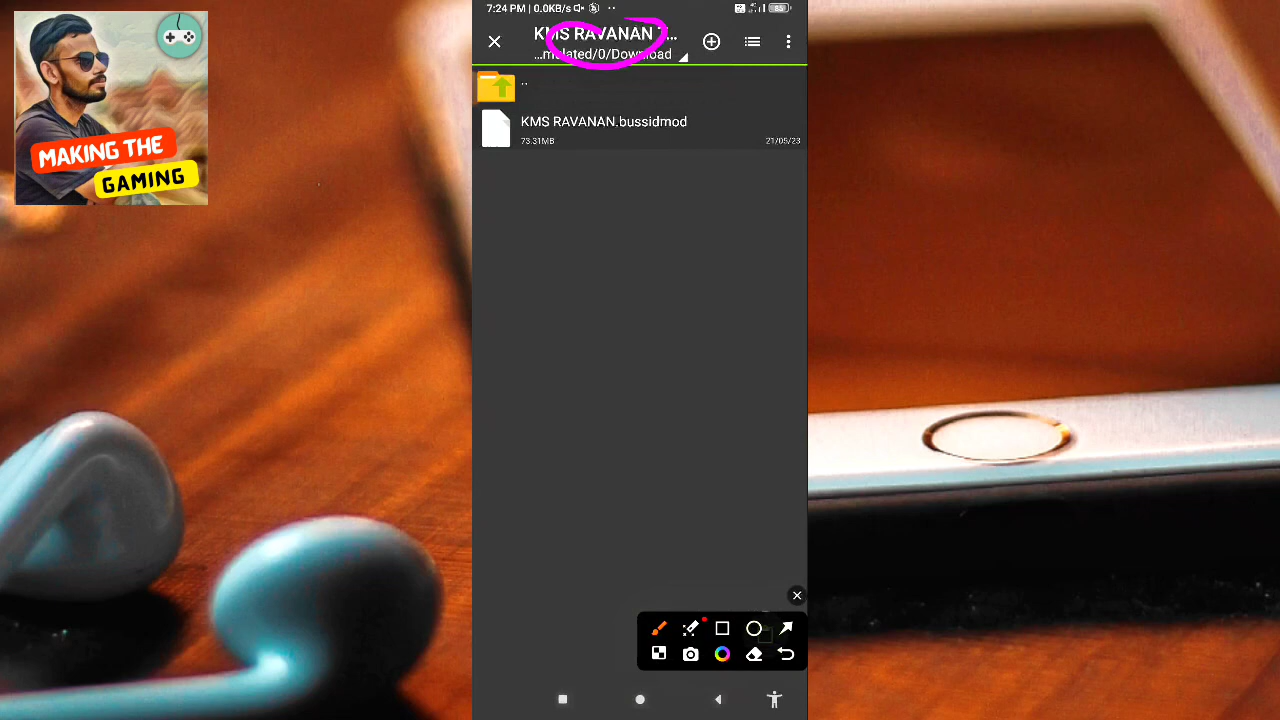 MAKING THE
GAMING
7:24 PM | 0.0KB/s
85
KMS RAVANAN T...
...mulated/0/Download
..
KMS RAVANAN.bussidmod
73.31MB
21/05/23